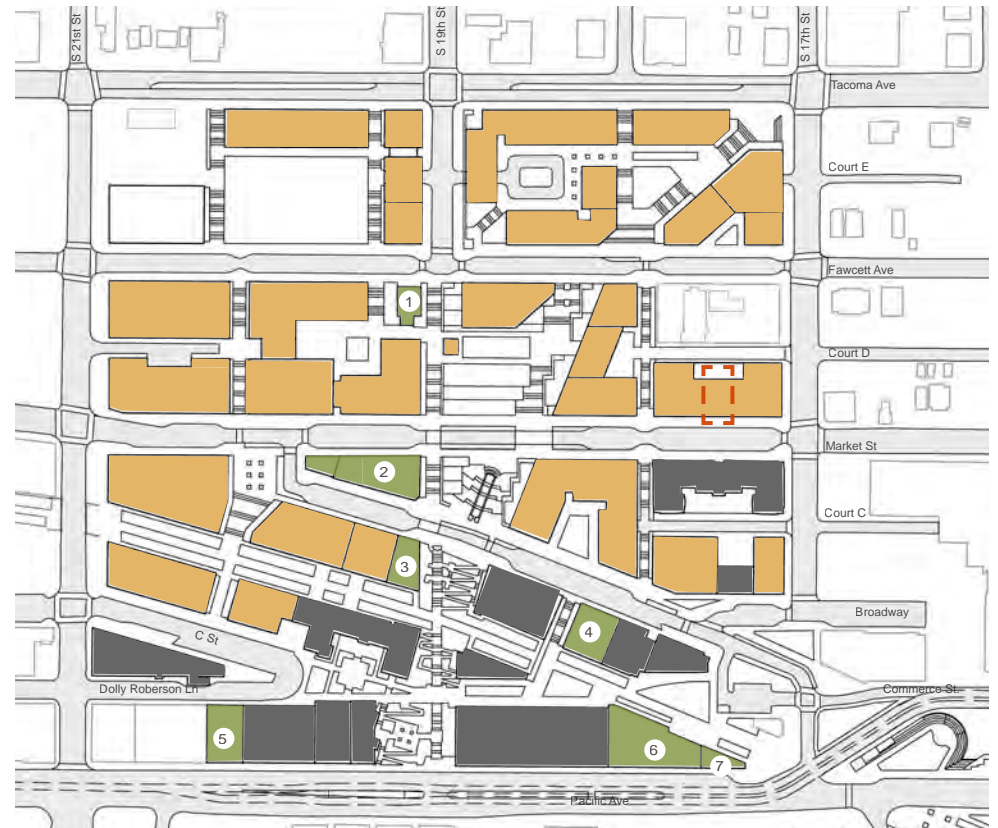 S 21st St
S 19th St
S 17th St
Tacoma Ave
Court E
Fawcett Ave
1
Court D
Market St
2
Court C
3
Broadway
4
C St
Dolly Roberson Ln
Commerce St.
5
6
7
Pacific Ave